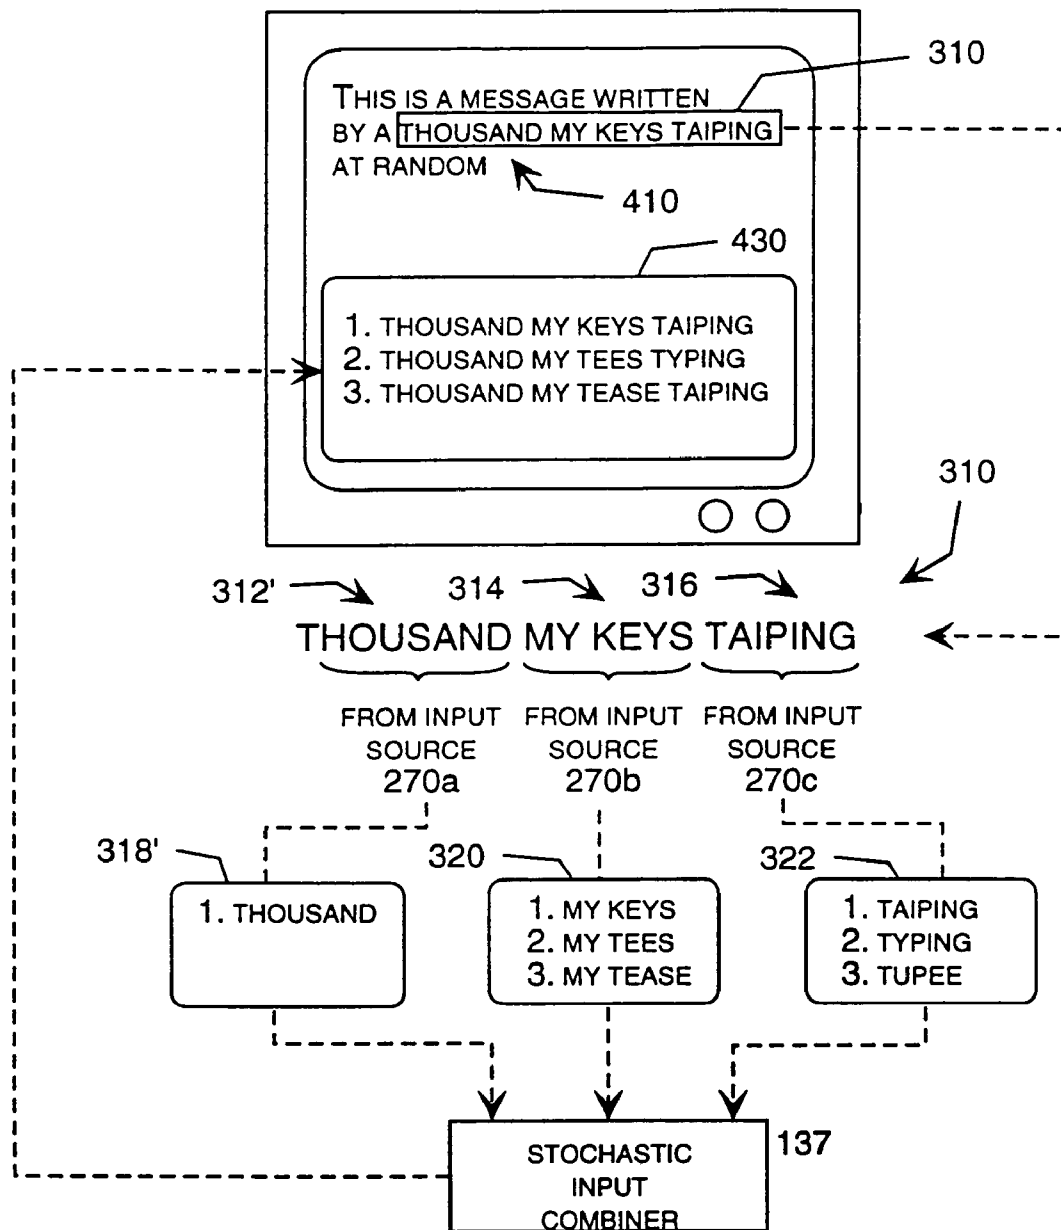 310
THIS IS A MESSAGE WRITTEN
BY A THOUSAND MY KEYS TAIPING
AT RANDOM
410
430
1. THOUSAND MY KEYS TAIPING
2. THOUSAND MY TEES TYPING
3. THOUSAND MY TEASE TAIPING
310
312' 314 316
THOUSAND MY KEYS TAIPING
FROM INPUT FROM INPUT FROM INPUT
SOURCE SOURCE SOURCE
270a 270b 270c
318' 320 322
1. THOUSAND 1. MY KEYS 1. TAIPING
2. MY TEES 2. TYPING
3. MY TEASE 3. TUPEE
STOCHASTIC 137
INPUT
COMBINER